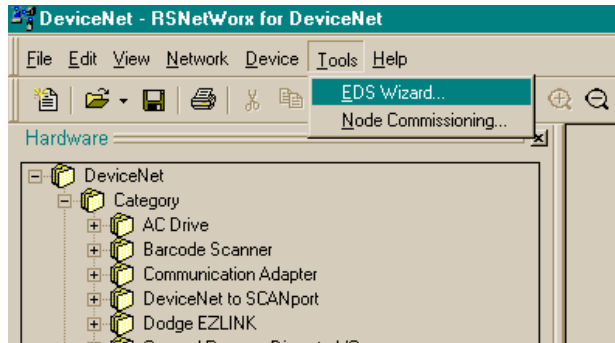 DeviceNet - RSNetWorx for DeviceNet
File Edit View Network Device Tools Help
EDS Wizard...
Node Commissioning...
Hardware
DeviceNet
Category
AC Drive
Barcode Scanner
Communication Adapter
DeviceNet to SCANport
Dodge EZLINK